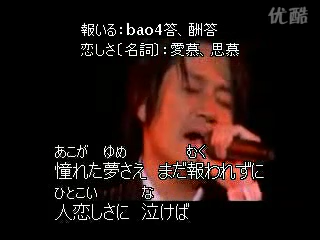 優酷
報いる：bao4答、酬答
恋しさ〔名詞〕：愛慕、思慕
あこが　ゆめ　むく
憧れた夢さえ　まだ報われずに
ひとこい　な
人恋しさに　泣けば